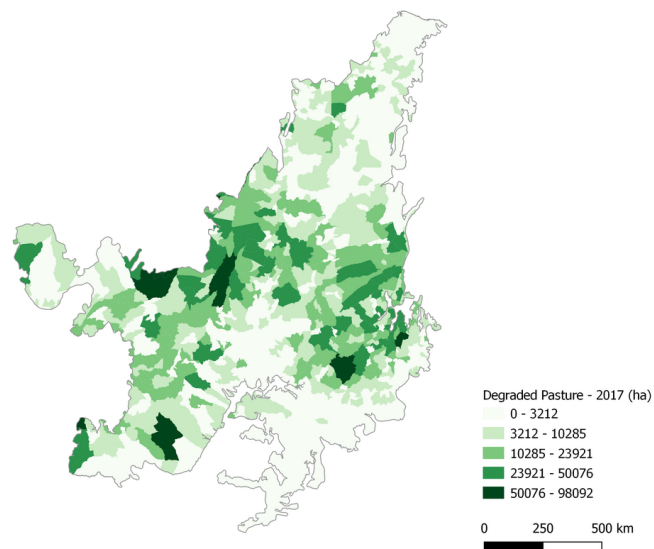 Degraded Pasture - 2017 (ha)
0 - 3212
3212 - 10285
10285 - 23921
23921 - 50076
50076 - 98092
0 250 500 km